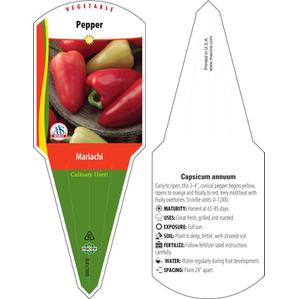 VEGETABLE
Pepper
AAS
Mariachi
Culinary Uses!
Printed in U.S.A.
www.macore.com
Capsicum annuum
Early to ripen, this 3-4", conical pepper begins yellow,
ripens to orange and finally to red. Very mild heat with
fruity overtones. Scoville units: 0-1,000.
MATURITY: Harvest at 65-85 days.
USES: Great fresh, grilled and roasted.
EXPOSURE: Full sun.
SOIL: Plant in deep, fertile, well-drained soil.
FERTILIZE: Follow fertilizer label instructions
carefully.
WATER: Water regularly during fruit development.
SPACING: Plant 24" apart.